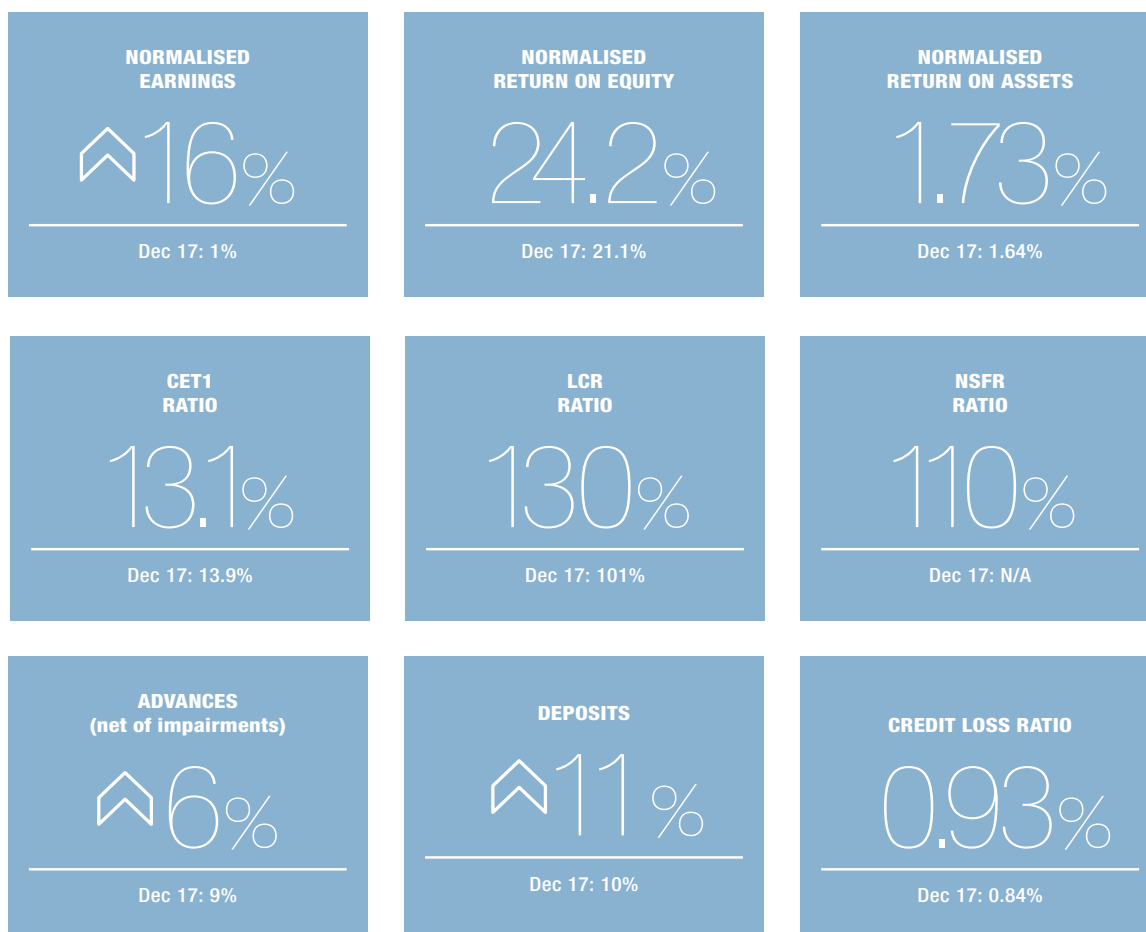 NORMALISED
EARNINGS
16%
Dec 17: 1%
NORMALISED
RETURN ON EQUITY
24.2%
Dec 17: 21.1%
NORMALISED
RETURN ON ASSETS
1.73%
Dec 17: 1.64%
CET1
RATIO
13.1%
Dec 17: 13.9%
LCR
RATIO
130%
Dec 17: 101%
NSFR
RATIO
110%
Dec 17: N/A
ADVANCES
(net of impairments)
6%
Dec 17: 9%
DEPOSITS
11 %
Dec 17: 10%
CREDIT LOSS RATIO
0.93%
Dec 17: 0.84%